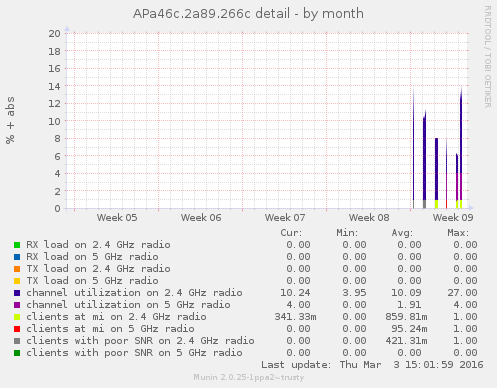 APa46c.2a89.266c detail - by month
RRDTOOL / TOBI OETIKER
% + abs
20
18
16
14
12
10
8
6
4
2
0
Week 05 Week 06 Week 07 Week 08 Week 09
Cur: Min: Avg: Max:
RX load on 2.4 GHz radio 0.00 0.00 0.00 0.00
RX load on 5 GHz radio 0.00 0.00 0.00 0.00
TX load on 2.4 GHz radio 0.00 0.00 0.00 0.00
TX load on 5 GHz radio 0.00 0.00 0.00 0.00
channel utilization on 2.4 GHz radio 10.24 3.95 10.09 27.00
channel utilization on 5 GHz radio 4.00 0.00 1.91 4.00
clients at mi on 2.4 GHz radio 341.33m 0.00 859.81m 1.00
clients at mi on 5 GHz radio 0.00 0.00 95.24m 1.00
clients with poor SNR on 2.4 GHz radio 0.00 0.00 421.31m 1.00
clients with poor SNR on 5 GHz radio 0.00 0.00 0.00 0.00
Last update: Thu Mar 3 15:01:59 2016
Munin 2.0.25-1ppa2~trusty